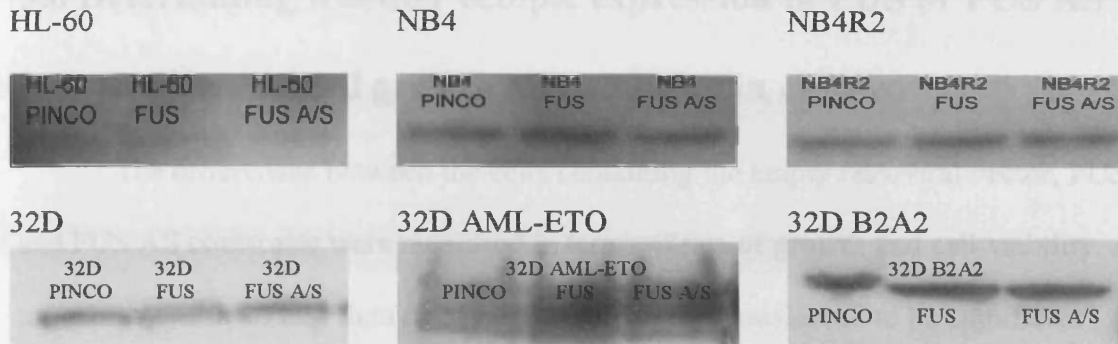 HL-60
HL-60 HL-60 HL-60
PINCO FUS FUS A/S
NB4
NB4 NB4 NB4
PINCO FUS FUS A/S
NB4R2
NB4R2 NB4R2 NB4R2
PINCO FUS FUS A/S
32D
32D 32D 32D
PINCO FUS FUS A/S
32D AML-ETO
32D AML-ETO
PINCO FUS FUS A/S
32D B2A2
32D B2A2
PINCO FUS FUS A/S